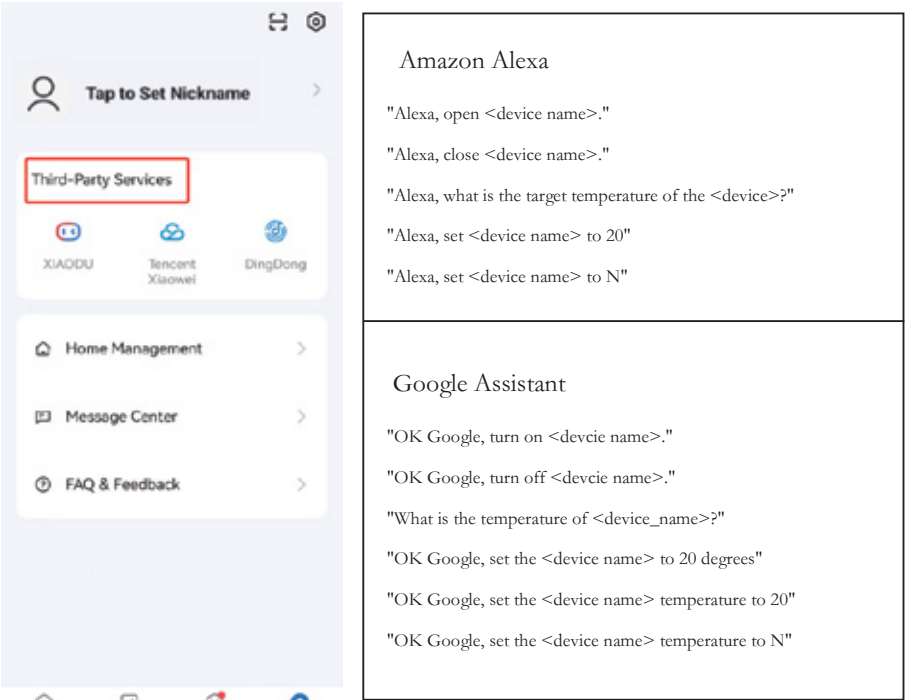 Tap to Set Nickname
Third-Party Services
XIAODU
Tencent
Xiaowei
DingDong
Home Management
Message Center
FAQ & Feedback
Amazon Alexa
"Alexa, open <device name>."
"Alexa, close <device name>."
"Alexa, what is the target temperature of the <device>?"
"Alexa, set <device name> to 20"
"Alexa, set <device name> to N"
Google Assistant
"OK Google, turn on <devcie name>."
"OK Google, turn off <devcie name>."
"What is the temperature of <device_name>?"
"OK Google, set the <device name> to 20 degrees"
"OK Google, set the <device name> temperature to 20"
"OK Google, set the <device name> temperature to N"